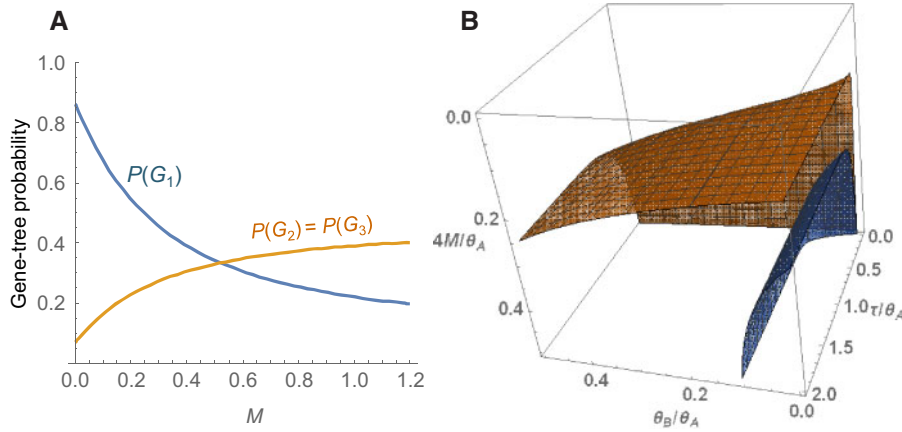 A
1.0
0.8
0.6
0.4
0.2
Gene-tree probability
P(G1)
P(G2) = P(G3)
0.0 0.2 0.4 0.6 0.8 1.0 1.2
M
B
0.0
0.2
4M/θA
0.4
0.4
0.2
0.0
θB/θA
0.0
0.5
1.0
τ/θA
1.5
2.0